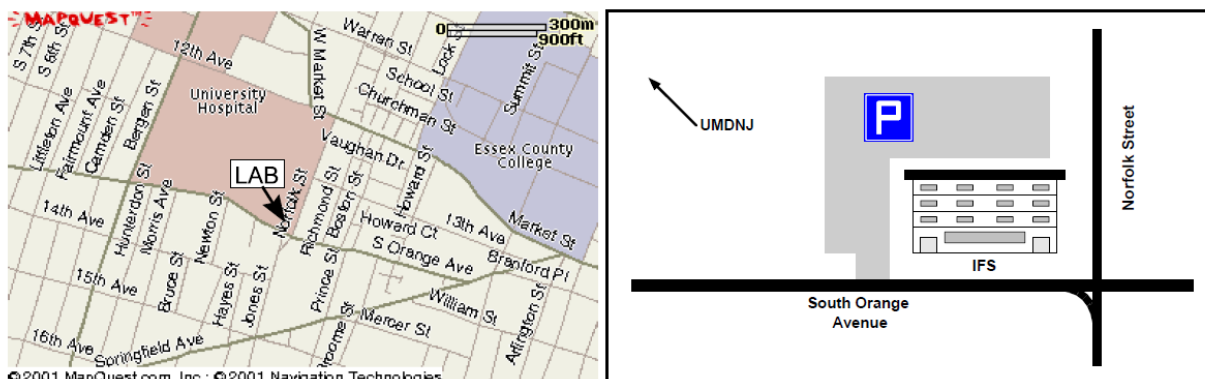 MAPQUEST
0 300m
900ft
S 7th St
S 6th St
12th Ave
W Market St
Warren St
Lock St
School St
Summit St
Churchman St
University
Hospital
Littleton Ave
Fairmount Ave
Camden St
Bergen St
Vaughan Dr
Essex County
College
LAB
Norfolk St
Richmond St
Boston St
Howard St
14th Ave
Hunterdon St
Morris Ave
Newton St
Howard Ct
13th Ave
Market St
S Orange Ave
Branford Pl
15th Ave
Bruce St
Hayes St
Jones St
Prince St
William St
Arlington St
16th Ave
Springfield Ave
Broome St
Mercer St
©2001 MapQuest.com, Inc.; ©2001 Navigation Technologies
UMDNJ
P
Norfolk Street
IFS
South Orange
Avenue